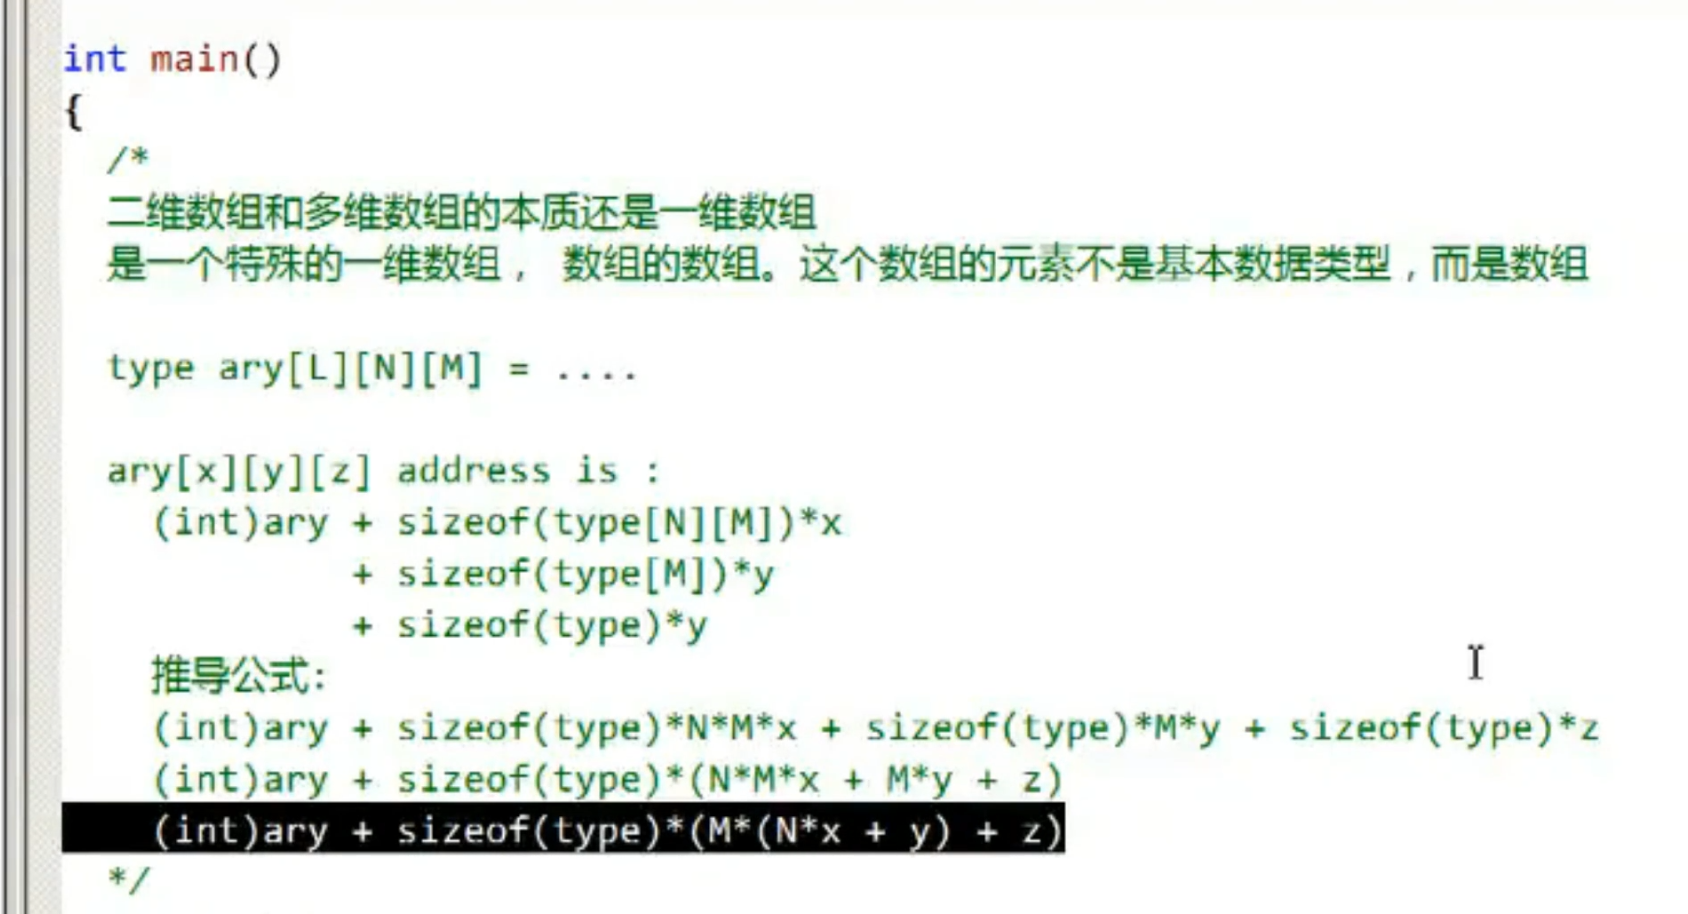 int main()
{
/*
二维数组和多维数组的本质还是一维数组
是一个特殊的一维数组， 数组的数组。这个数组的元素不是基本数据类型，而是数组
type ary[L][N][M] = ....
ary[x][y][z] address is :
(int)ary + sizeof(type[N][M])*x
+ sizeof(type[M])*y
+ sizeof(type)*y
推导公式:
(int)ary + sizeof(type)*N*M*x + sizeof(type)*M*y + sizeof(type)*z
(int)ary + sizeof(type)*(N*M*x + M*y + z)
(int)ary + sizeof(type)*(M*(N*x + y) + z)
*/